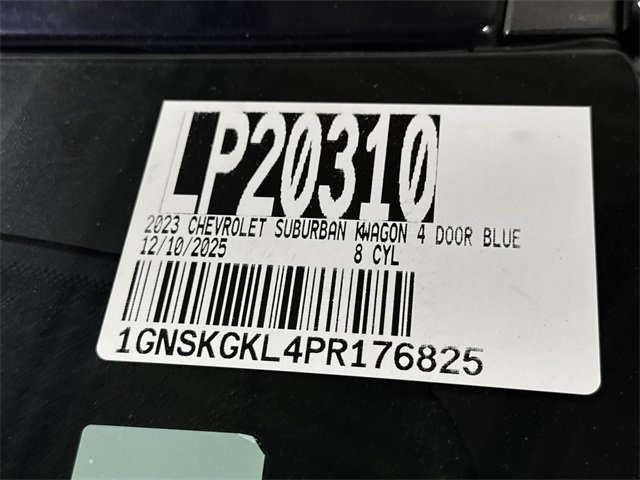 LP20310
2023 CHEVROLET SUBURBAN KWAGON 4 DOOR BLUE
12/10/2025 8 CYL
1GNSKGKL4PR176825